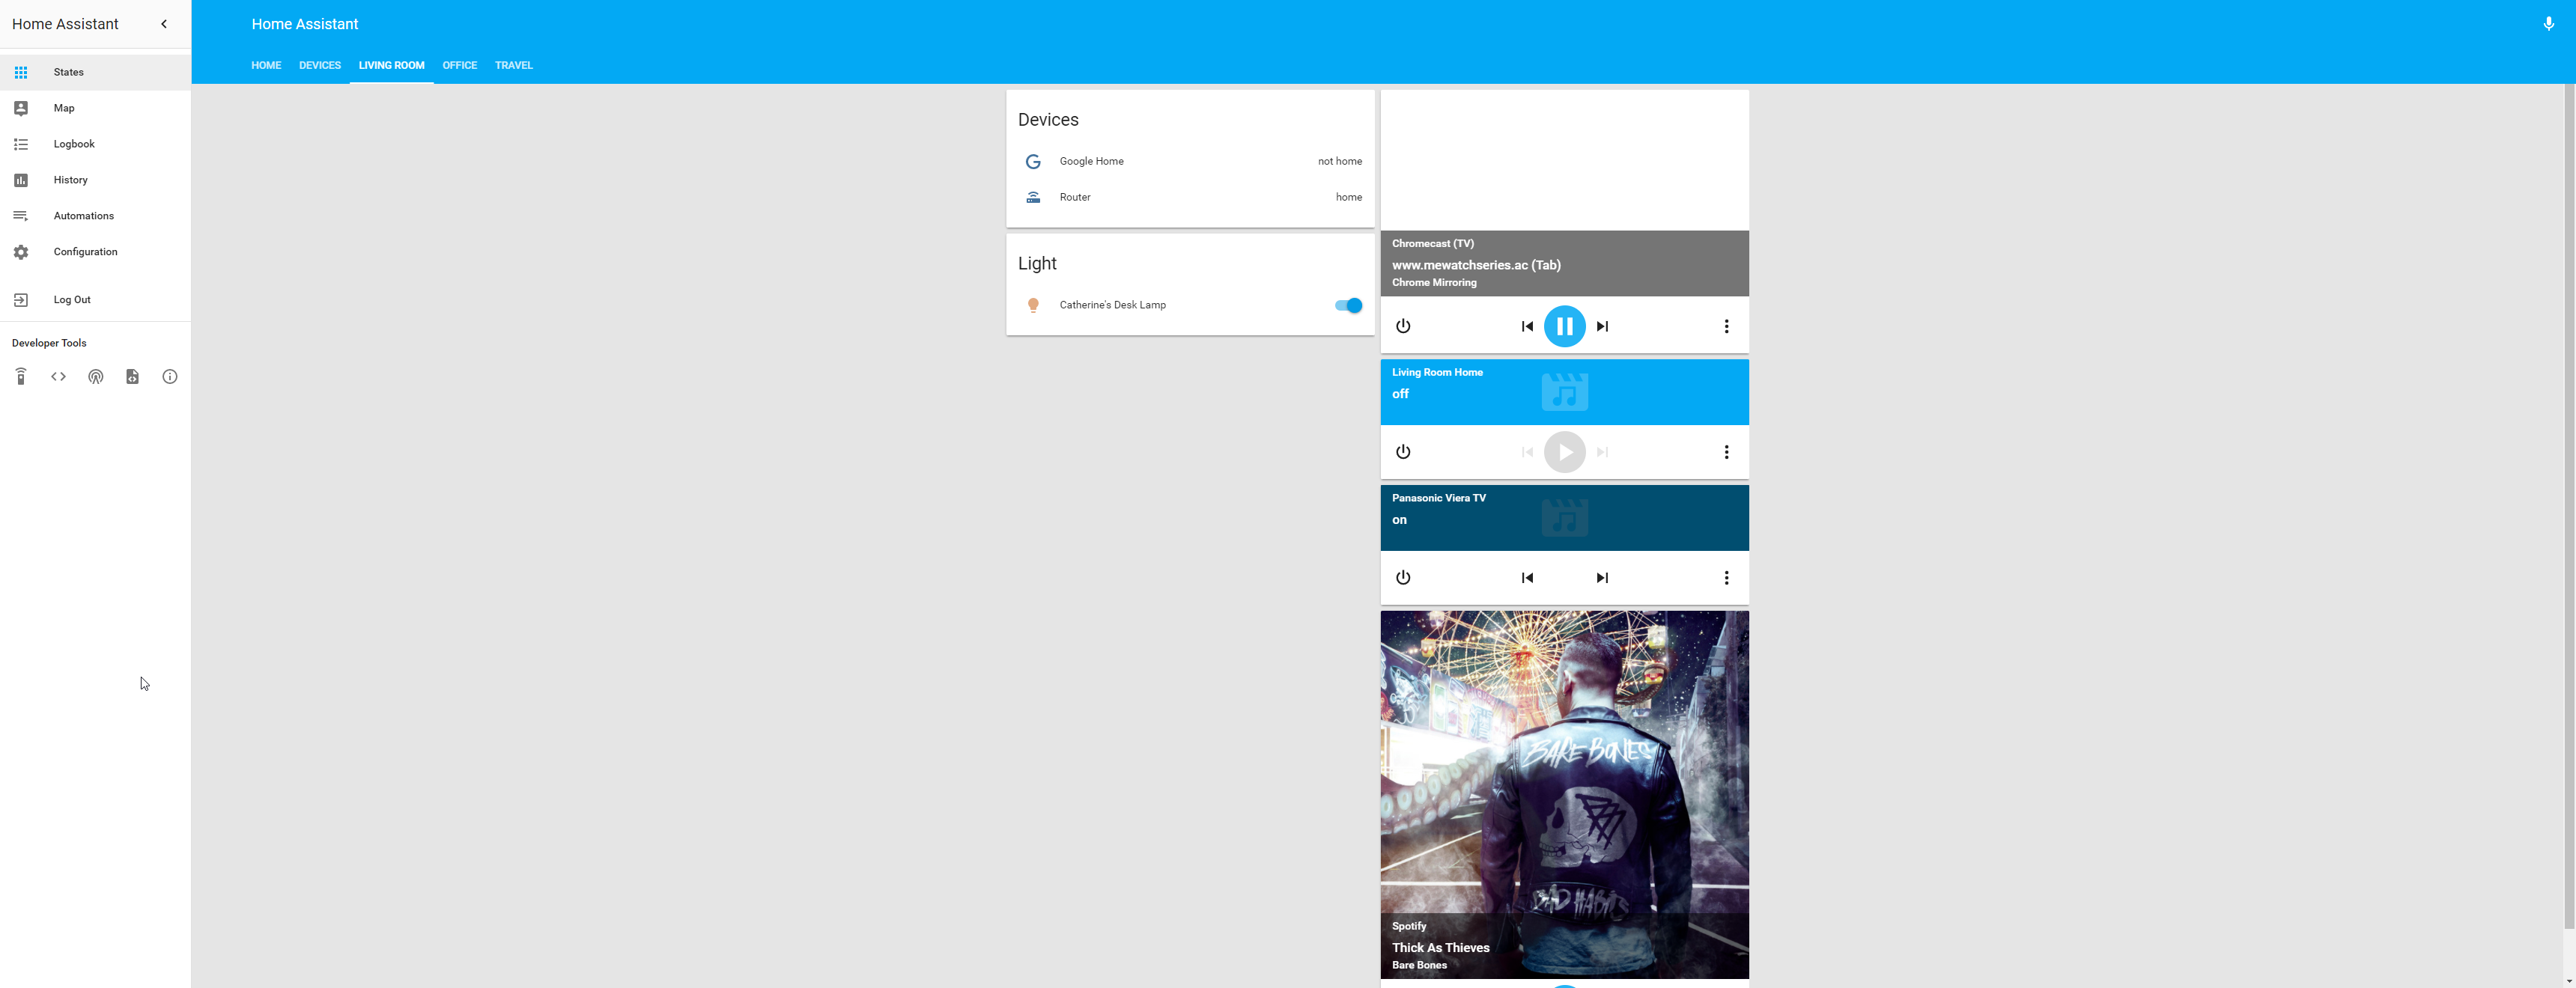 Home Assistant
States
Map
Logbook
History
Automations
Configuration
Log Out
Developer Tools
Home Assistant
HOME DEVICES LIVING ROOM OFFICE TRAVEL
Devices
Google Home not home
Router home
Light
Catherine's Desk Lamp
Chromecast (TV)
www.mewatchseries.ac (Tab)
Chrome Mirroring
Living Room Home
off
Panasonic Viera TV
on
BARE BONES
BAD HABITS
Spotify
Thick As Thieves
Bare Bones